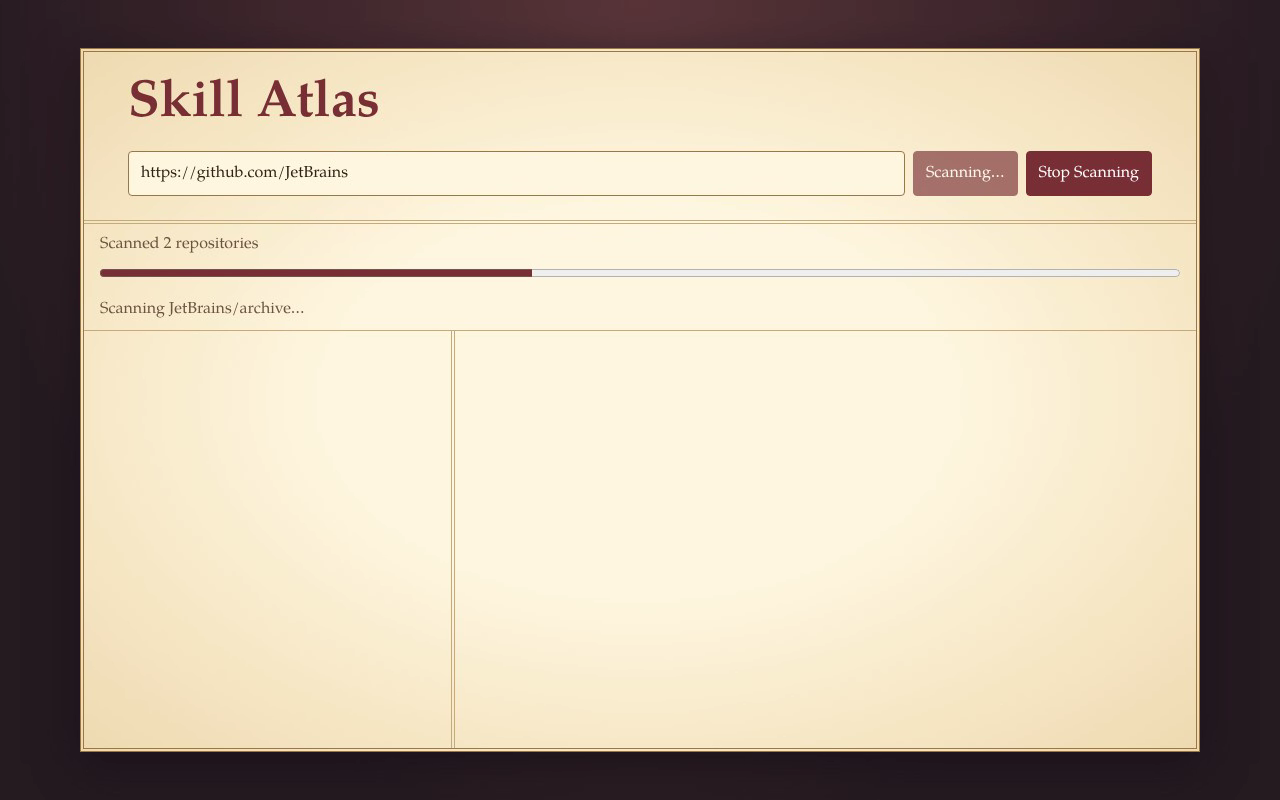 Skill Atlas
https://github.com/JetBrains
Scanning...
Stop Scanning
Scanned 2 repositories
Scanning JetBrains/archive...